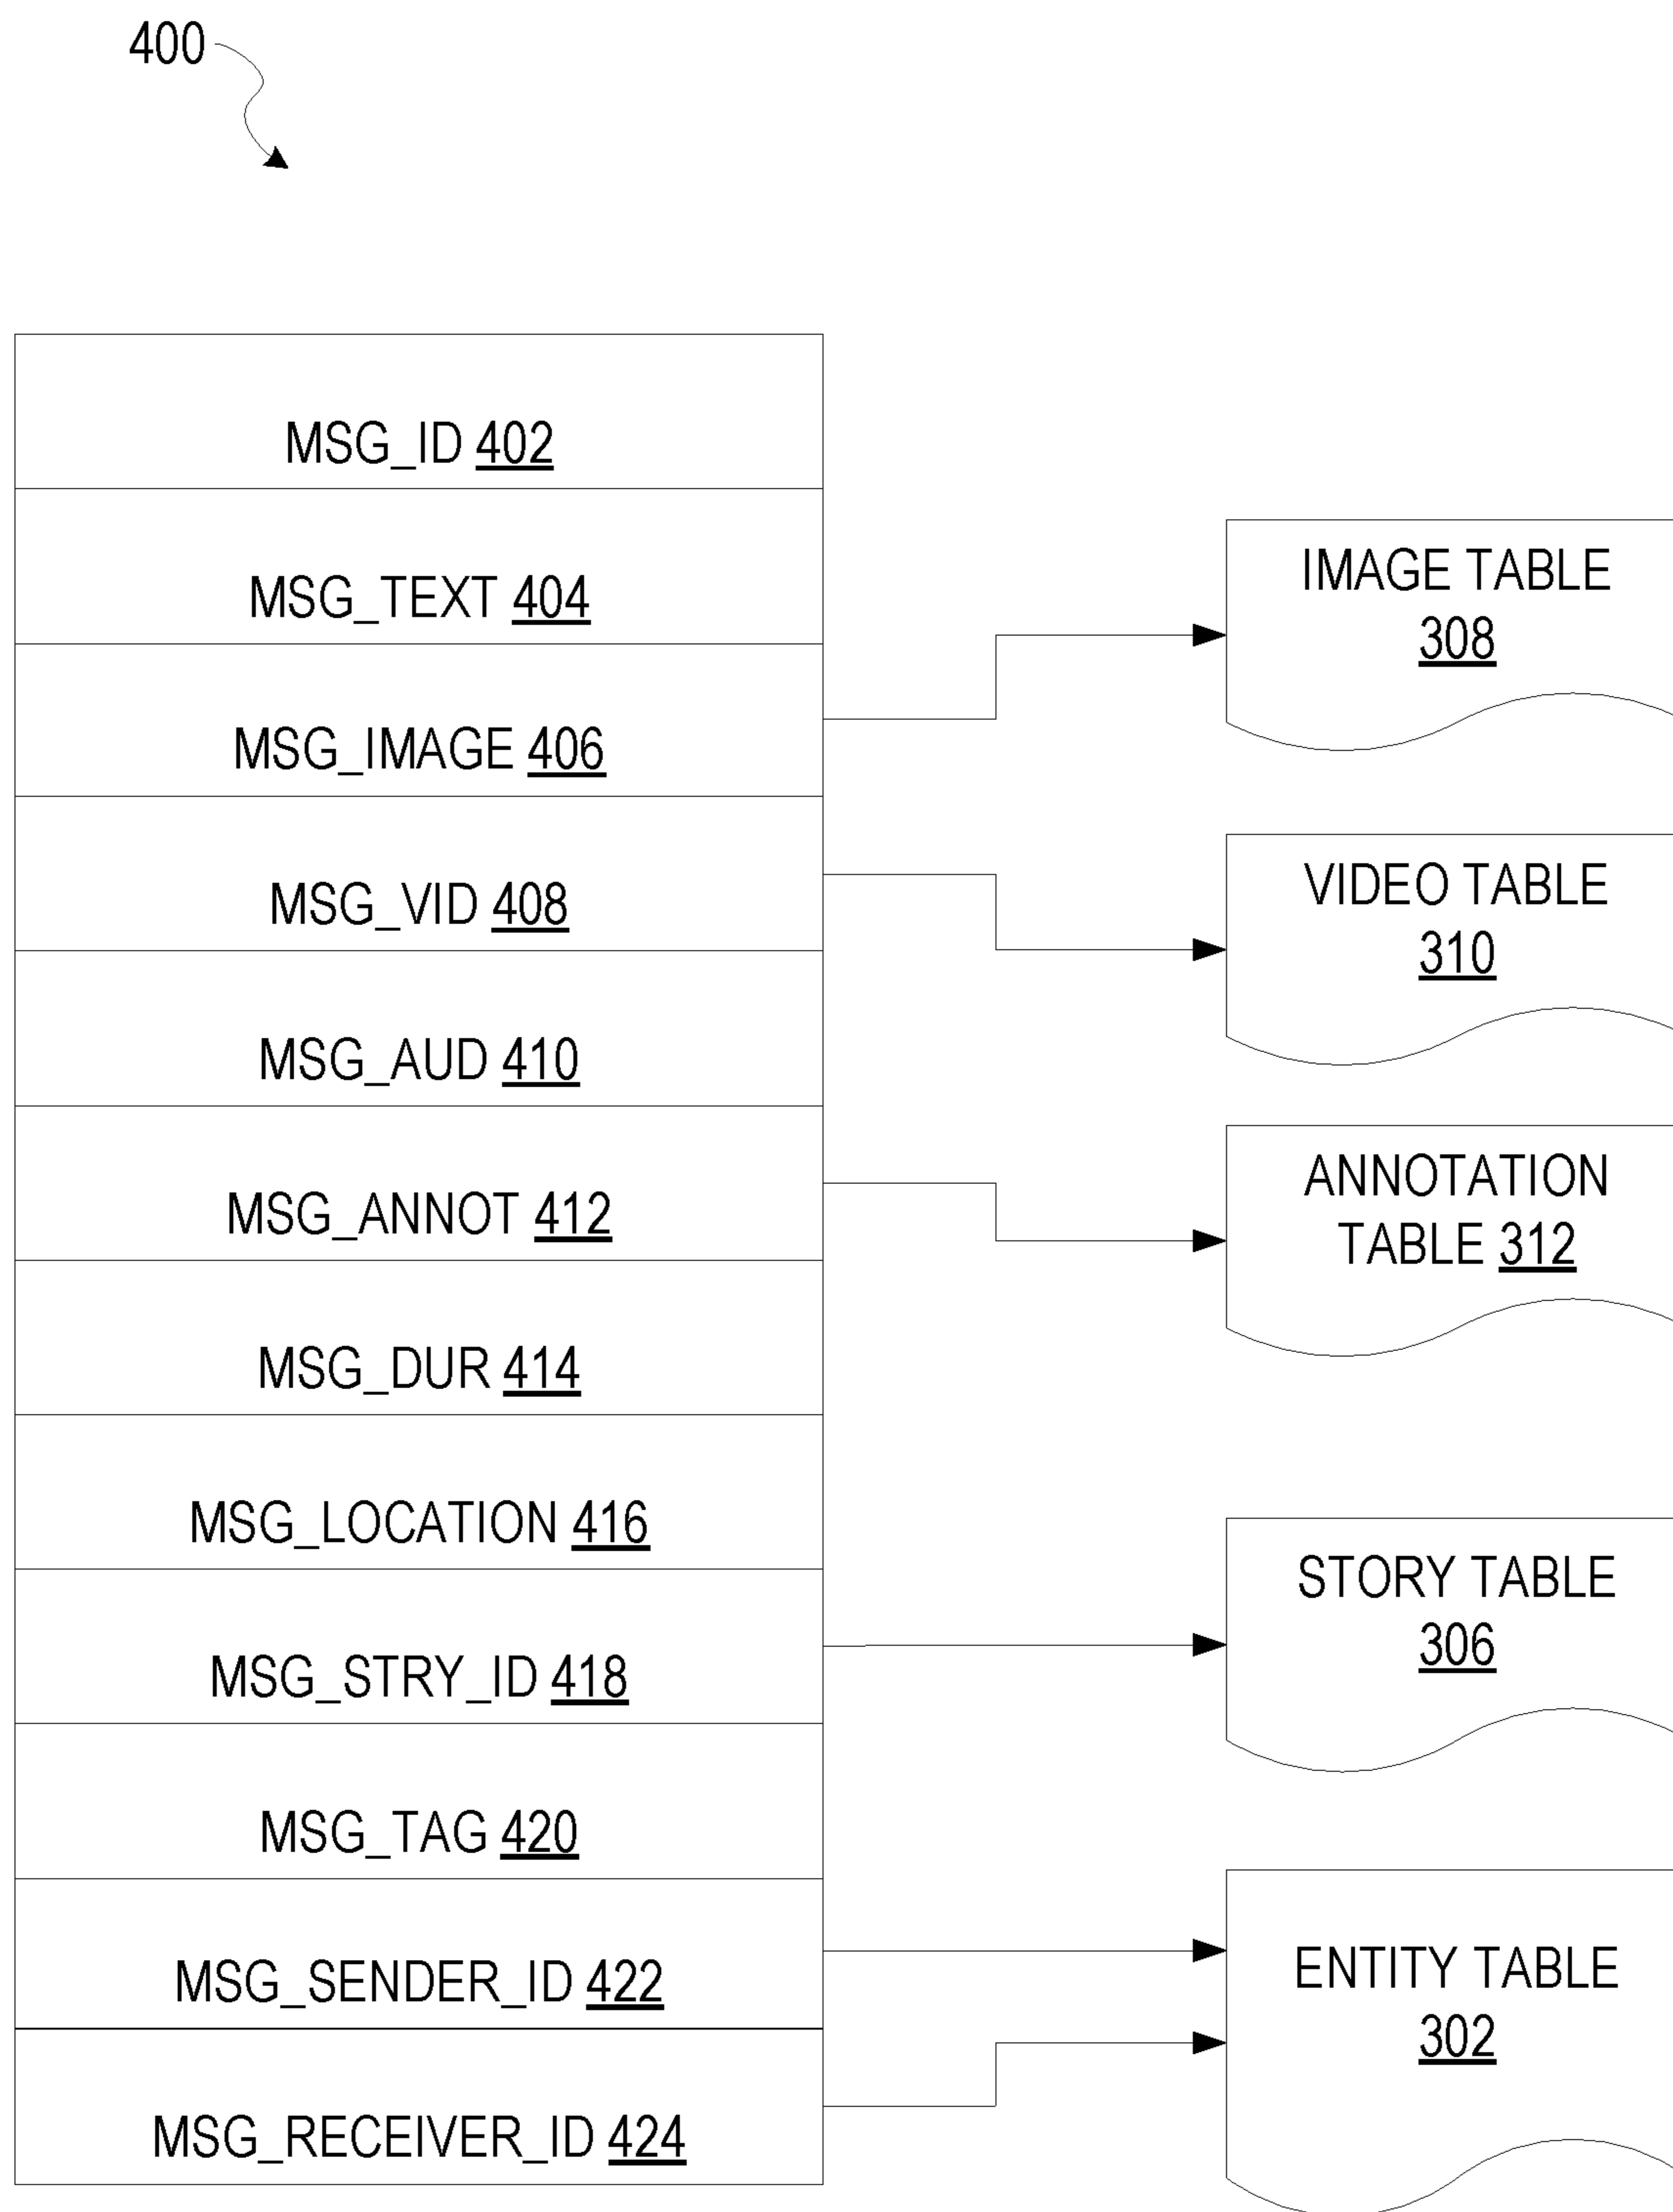 400
MSG_ID 402
MSG_TEXT 404
MSG_IMAGE 406
MSG_VID 408
MSG_AUD 410
MSG_ANNOT 412
MSG_DUR 414
MSG_LOCATION 416
MSG_STRY_ID 418
MSG_TAG 420
MSG_SENDER_ID 422
MSG_RECEIVER_ID 424
IMAGE TABLE
308
VIDEO TABLE
310
ANNOTATION
TABLE 312
STORY TABLE
306
ENTITY TABLE
302